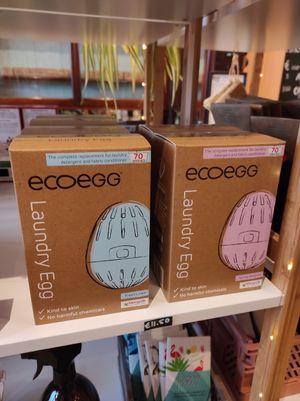 Laundry Egg
The complete replacement for laundry
detergent and fabric conditioner
70
ecoegg
Laundry Egg
Kind to skin
No harmful chemicals
The complete replacement for laundry
detergent and fabric conditioner
70
ecoegg
Laundry Egg
Kind to skin
No harmful chemicals